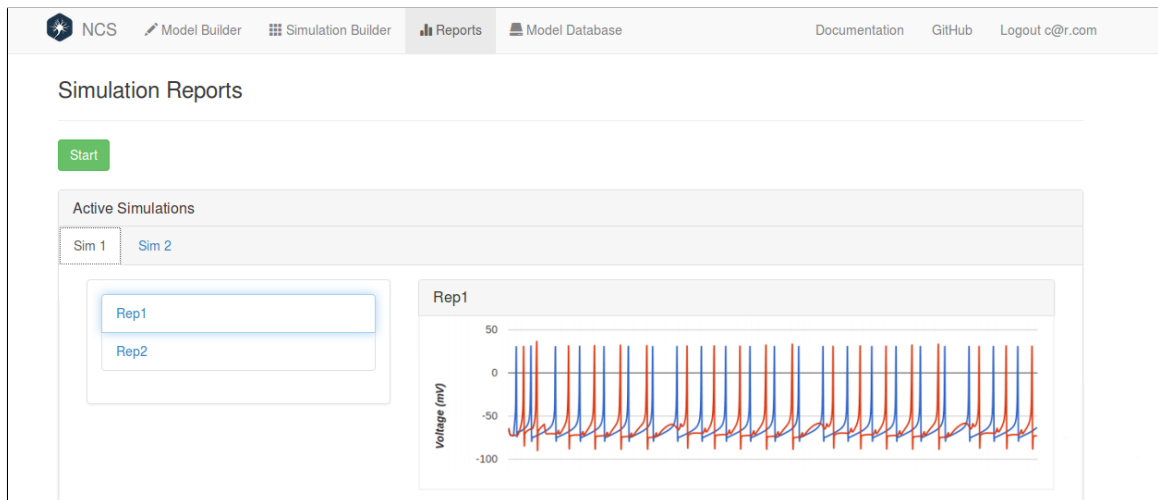 NCS Model Builder Simulation Builder Reports Model Database Documentation GitHub Logout c@r.com
Simulation Reports
Start
Active Simulations
Sim 1 Sim 2
Rep1
Rep2
Rep1
50
0
-50
-100
Voltage (mV)